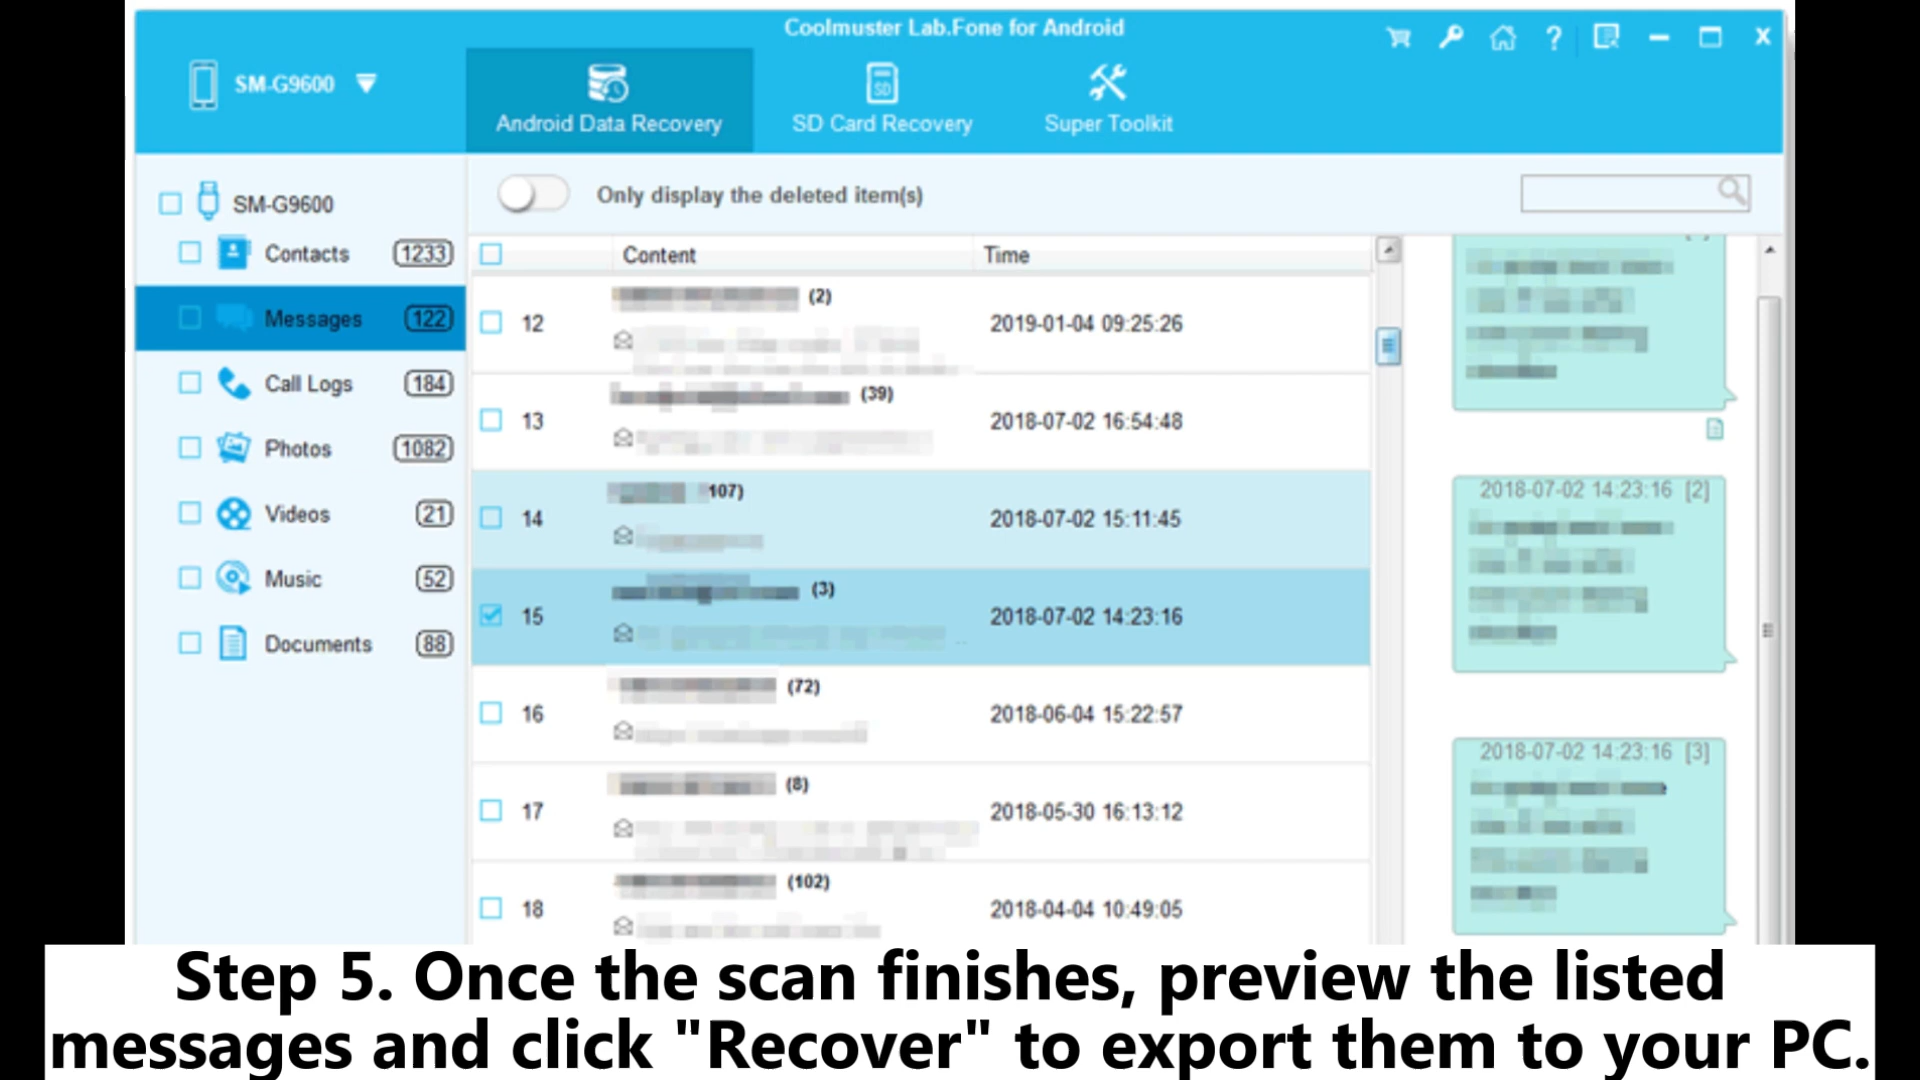 Coolmuster Lab.Fone for Android
SM-G9600
Android Data Recovery
SD
SD Card Recovery
Super Toolkit
?
SM-G9600
Contacts 1233
Messages 122
Call Logs 184
Photos 1082
Videos 21
Music 52
Documents 88
Only display the deleted item(s)
Content Time
12 (2) 2019-01-04 09:25:26
13 (39) 2018-07-02 16:54:48
14 107) 2018-07-02 15:11:45
15 (3) 2018-07-02 14:23:16
16 (72) 2018-06-04 15:22:57
17 (8) 2018-05-30 16:13:12
18 (102) 2018-04-04 10:49:05
2018-07-02 14:23:16 [2]
2018-07-02 14:23:16 [3]
Step 5. Once the scan finishes, preview the listed
messages and click "Recover" to export them to your PC.